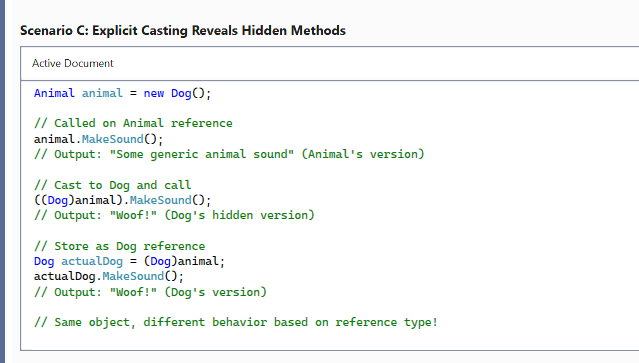 Scenario C: Explicit Casting Reveals Hidden Methods
Active Document
Animal animal = new Dog();
// Called on Animal reference
animal.MakeSound();
// Output: "Some generic animal sound" (Animal's version)
// Cast to Dog and call
((Dog)animal).MakeSound();
// Output: "Woof!" (Dog's hidden version)
// Store as Dog reference
Dog actualDog = (Dog)animal;
actualDog.MakeSound();
// Output: "Woof!" (Dog's version)
// Same object, different behavior based on reference type!